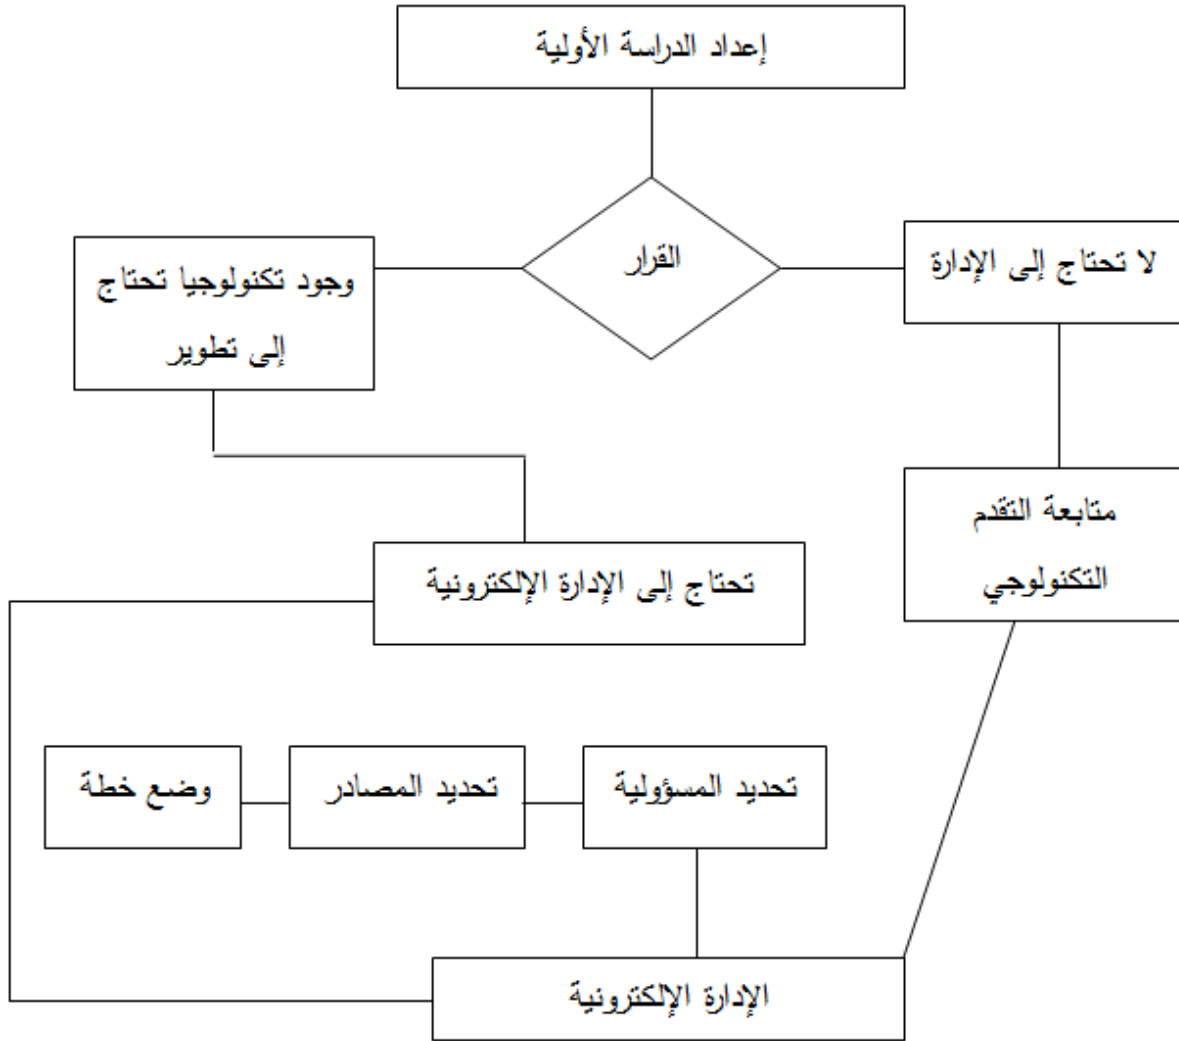 إعداد الدراسة الأولية
القرار
لا تحتاج إلى الإدارة
وجود تكنولوجيا تحتاج
إلى تطوير
متابعة التقدم
التكنولوجي
تحتاج إلى الإدارة الإلكترونية
تحديد المسؤولية
تحديد المصادر
وضع خطة
الإدارة الإلكترونية